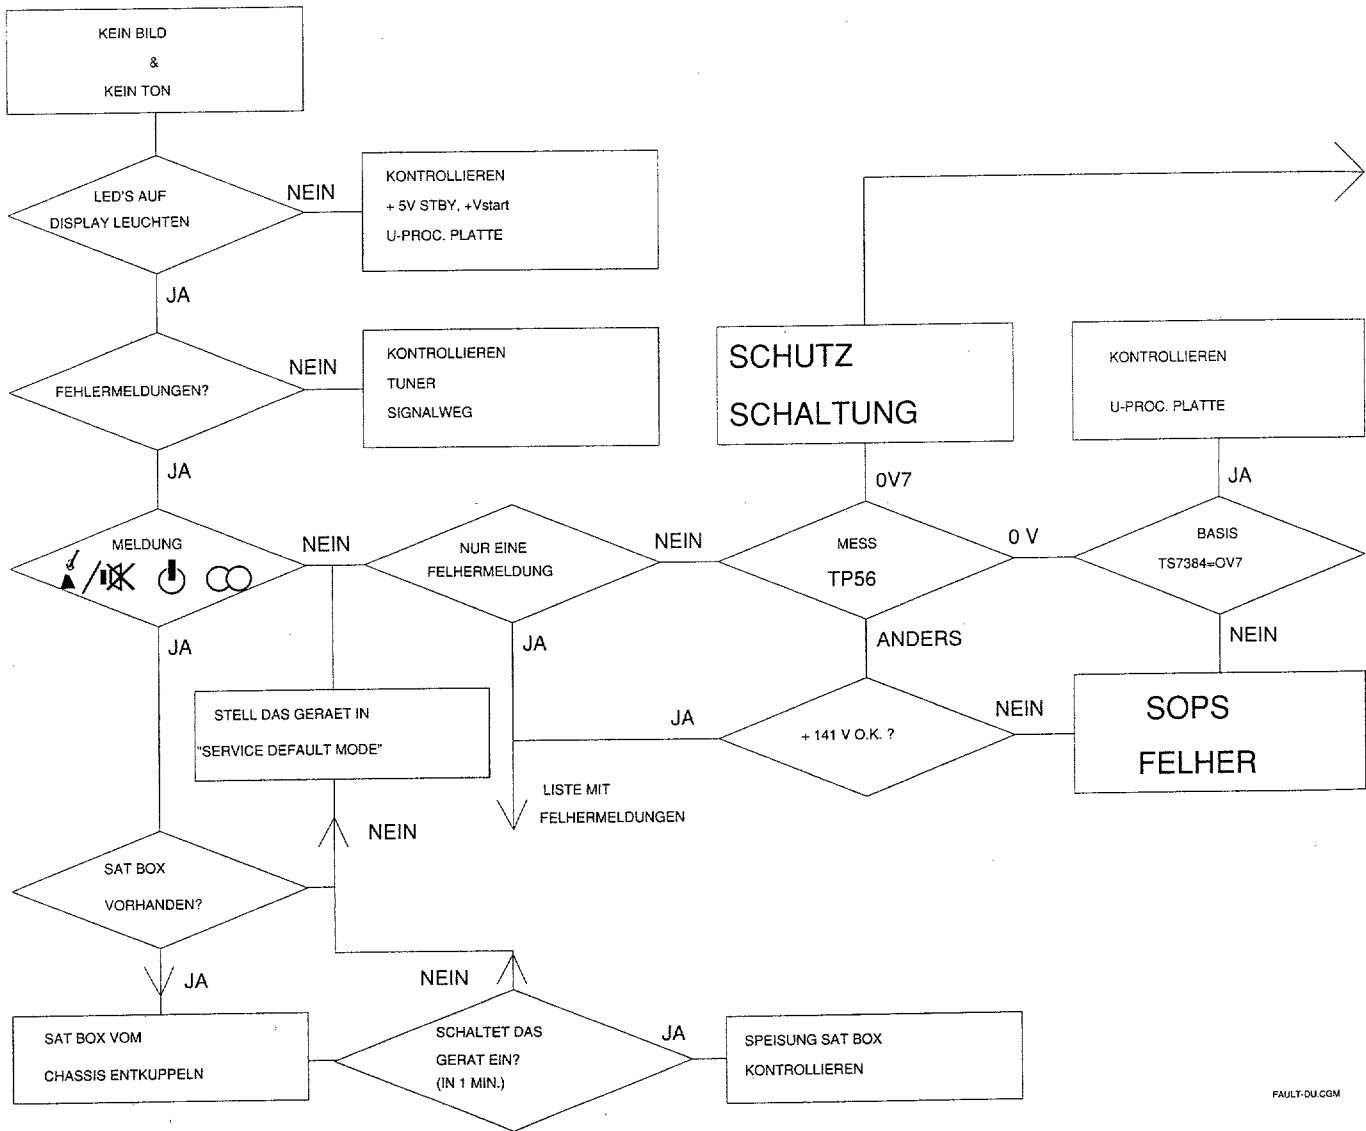 KEIN BILD
&
KEIN TON
LED'S AUF
DISPLAY LEUCHTEN
NEIN
KONTROLLIEREN
+ 5V STBY, +Vstart
U-PROC. PLATTE
JA
FEHLERMELDUNGEN?
NEIN
KONTROLLIEREN
TUNER
SIGNALWEG
JA
SCHUTZ
SCHALTUNG
KONTROLLIEREN
U-PROC. PLATTE
MELDUNG
NEIN
NUR EINE
FELHERMELDUNG
NEIN
0V7
MESS
TP56
0 V
JA
BASIS
TS7384=OV7
JA
JA
ANDERS
NEIN
STELL DAS GERAET IN
"SERVICE DEFAULT MODE"
JA
+ 141 V O.K. ?
NEIN
SOPS
FELHER
LISTE MIT
FELHERMELDUNGEN
NEIN
SAT BOX
VORHANDEN?
JA
NEIN
SAT BOX VOM
CHASSIS ENTKUPPELN
SCHALTET DAS
GERAT EIN?
(IN 1 MIN.)
JA
SPEISUNG SAT BOX
KONTROLLIEREN
FAULT-DU.CGM